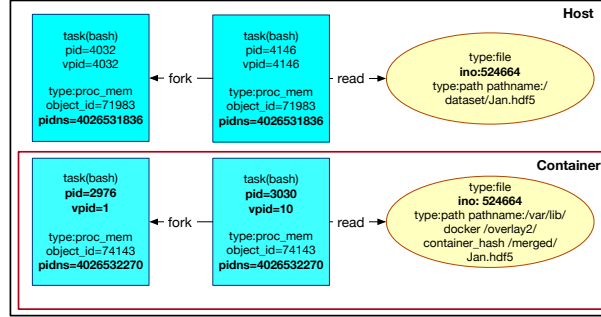 Host
task(bash)
pid=4032
vpid=4032
type:proc_mem
object_id=71983
pidns=4026531836
fork
task(bash)
pid=4146
vpid=4146
type:proc_mem
object_id=71983
pidns=4026531836
read
type:file
ino:524664
type:path pathname:/
dataset/Jan.hdf5
Container
task(bash)
pid=2976
vpid=1
type:proc_mem
object_id=74143
pidns=4026532270
fork
task(bash)
pid=3030
vpid=10
type:proc_mem
object_id=74143
pidns=4026532270
read
type:file
ino: 524664
type:path pathname:/var/lib/
docker /overlay2/
container_hash /merged/
Jan.hdf5